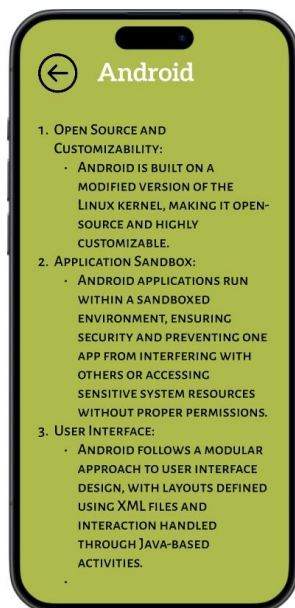 Android
1. Open Source and
Customizability:
· Android is built on a
modified version of the
Linux kernel, making it open-
source and highly
customizable.
2. Application Sandbox:
· Android applications run
within a sandboxed
environment, ensuring
security and preventing one
app from interfering with
others or accessing
sensitive system resources
without proper permissions.
3. User Interface:
· Android follows a modular
approach to user interface
design, with layouts defined
using XML files and
interaction handled
through Java-based
activities.
·